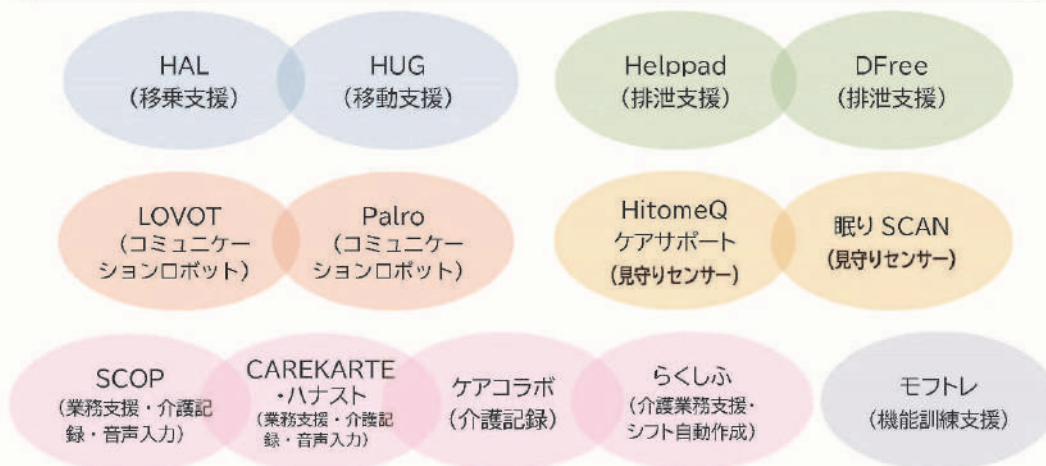 HAL
(移乗支援)
HUG
(移動支援)
Helppad
(排泄支援)
DFree
(排泄支援)
LOVOT
(コミュニケー
ションロボット)
Palro
(コミュニケー
ションロボット)
HitomeQ
ケアサポート
(見守りセンサー)
眠りSCAN
(見守りセンサー)
SCOP
(業務支援・介護記
録・音声入力)
CAREKARTE
・ハナスト
(業務支援・介護記
録・音声入力)
ケアコラボ
(介護記録)
らくしふ
(介護業務支援・
シフト自動作成)
モフトレ
(機能訓練支援)